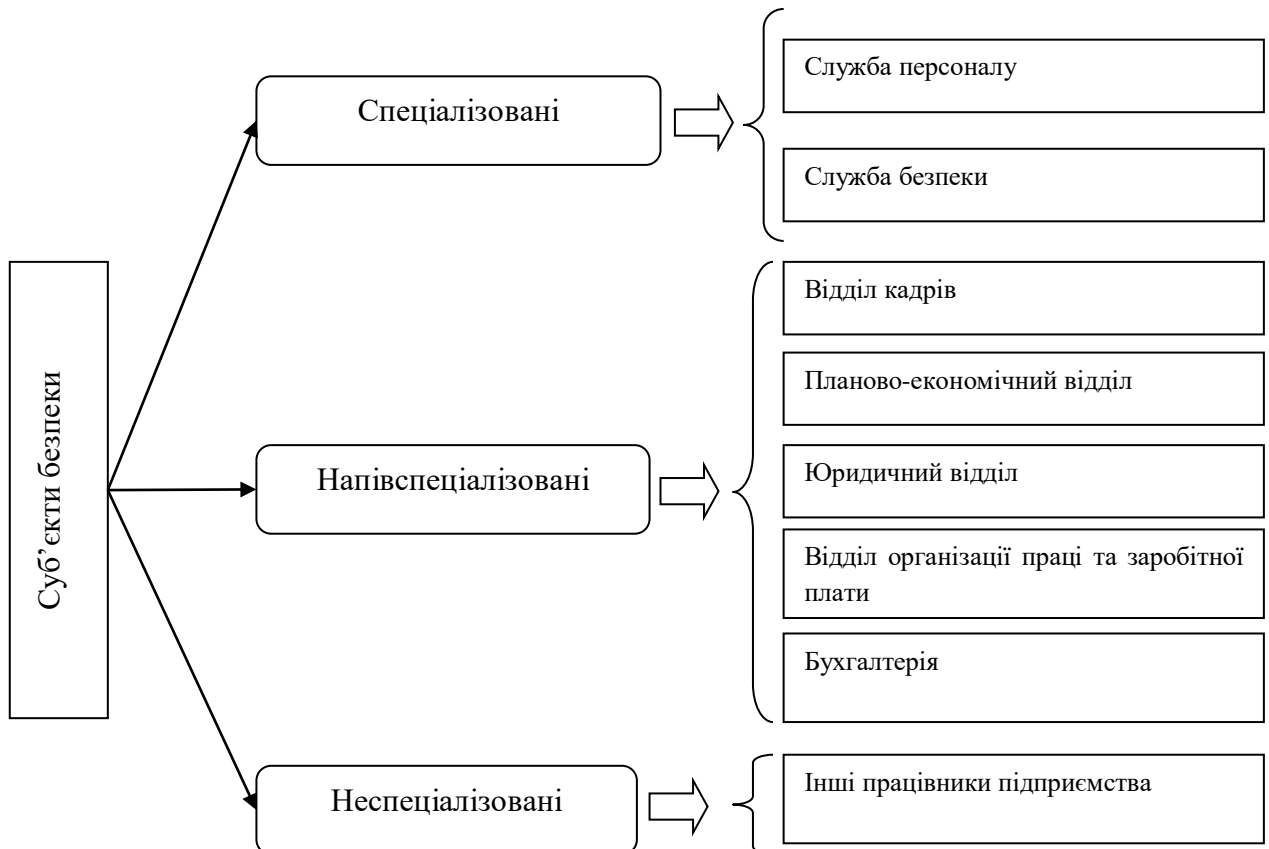 Суб’єкти безпеки
Спеціалізовані
Служба персоналу
Служба безпеки
Напівспеціалізовані
Відділ кадрів
Планово-економічний відділ
Юридичний відділ
Відділ організації праці та заробітної
плати
Бухгалтерія
Неспеціалізовані
Інші працівники підприємства